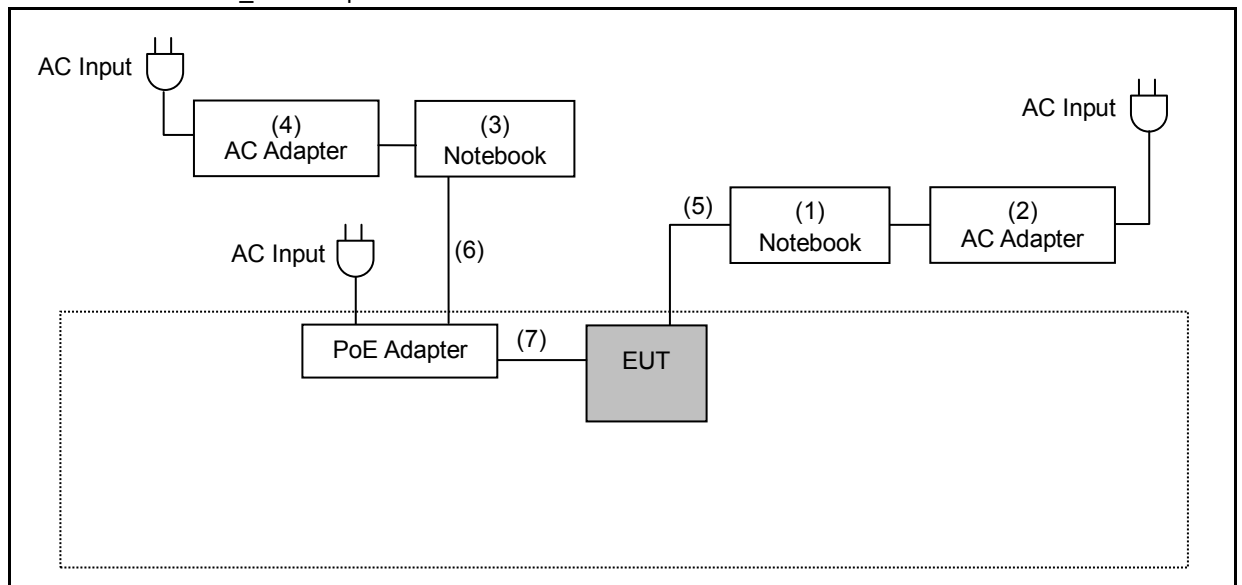 AC Input
(4)
AC Adapter
(3)
Notebook
AC Input
(5)
(1)
Notebook
(2)
AC Adapter
AC Input
(6)
PoE Adapter
(7)
EUT